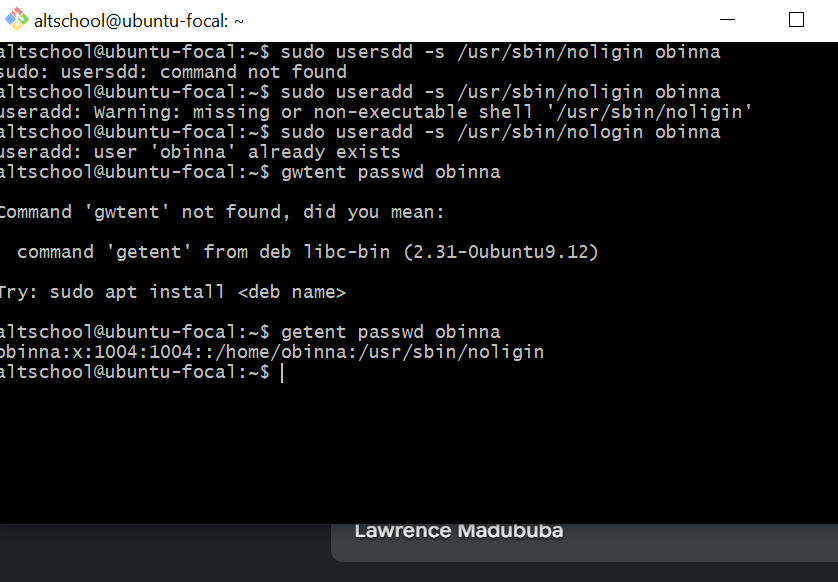 altschool@ubuntu-focal: ~
altschool@ubuntu-focal:~$ sudo usersdd -s /usr/sbin/noligin obinna
sudo: usersdd: command not found
altschool@ubuntu-focal:~$ sudo useradd -s /usr/sbin/noligin obinna
useradd: Warning: missing or non-executable shell '/usr/sbin/noligin'
altschool@ubuntu-focal:~$ sudo useradd -s /usr/sbin/nologin obinna
useradd: user 'obinna' already exists
altschool@ubuntu-focal:~$ gwtent passwd obinna
Command 'gwtent' not found, did you mean:
command 'getent' from deb libc-bin (2.31-0ubuntu9.12)
Try: sudo apt install <deb name>
altschool@ubuntu-focal:~$ getent passwd obinna
obinna:x:1004:1004::/home/obinna:/usr/sbin/noligin
altschool@ubuntu-focal:~$
Lawrence Madububa